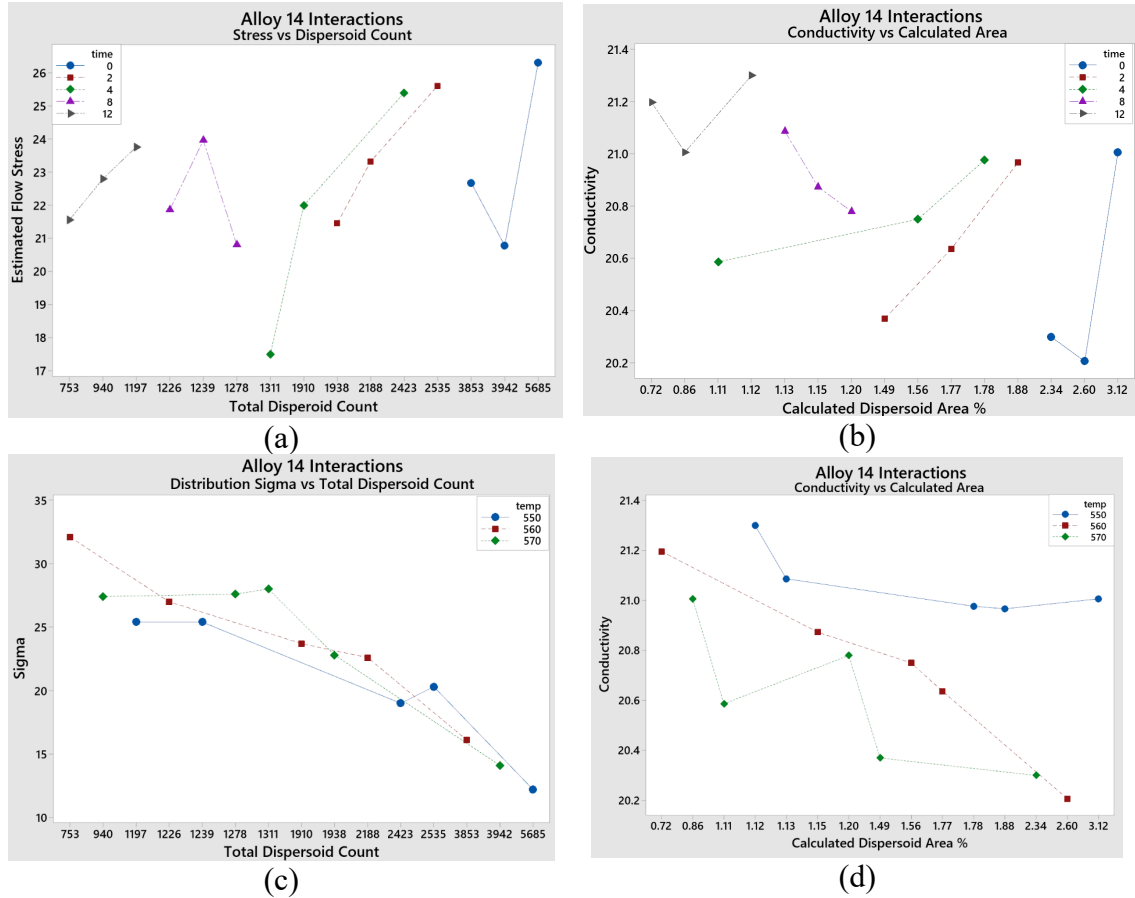 Alloy 14 Interactions
Stress vs Dispersoid Count
time
0
2
4
8
12
Estimated Flow Stress
26
25
24
23
22
21
20
19
18
17
753 940 1197 1226 1239 1278 1311 1910 1938 2188 2423 2535 3853 3942 5685
Total Disperoid Count
(a)
Alloy 14 Interactions
Conductivity vs Calculated Area
time
0
2
4
8
12
Conductivity
21.4
21.2
21.0
20.8
20.6
20.4
20.2
0.72 0.86 1.11 1.12 1.13 1.15 1.20 1.49 1.56 1.77 1.78 1.88 2.34 2.60 3.12
Calculated Dispersoid Area %
(b)
Alloy 14 Interactions
Distribution Sigma vs Total Dispersoid Count
temp
550
560
570
Sigma
35
30
25
20
15
10
753 940 1197 1226 1239 1278 1311 1910 1938 2188 2423 2535 3853 3942 5685
Total Dispersoid Count
(c)
Alloy 14 Interactions
Conductivity vs Calculated Area
temp
550
560
570
Conductivity
21.4
21.2
21.0
20.8
20.6
20.4
20.2
0.72 0.86 1.11 1.12 1.13 1.15 1.20 1.49 1.56 1.77 1.78 1.88 2.34 2.60 3.12
Calculated Dispersoid Area %
(d)